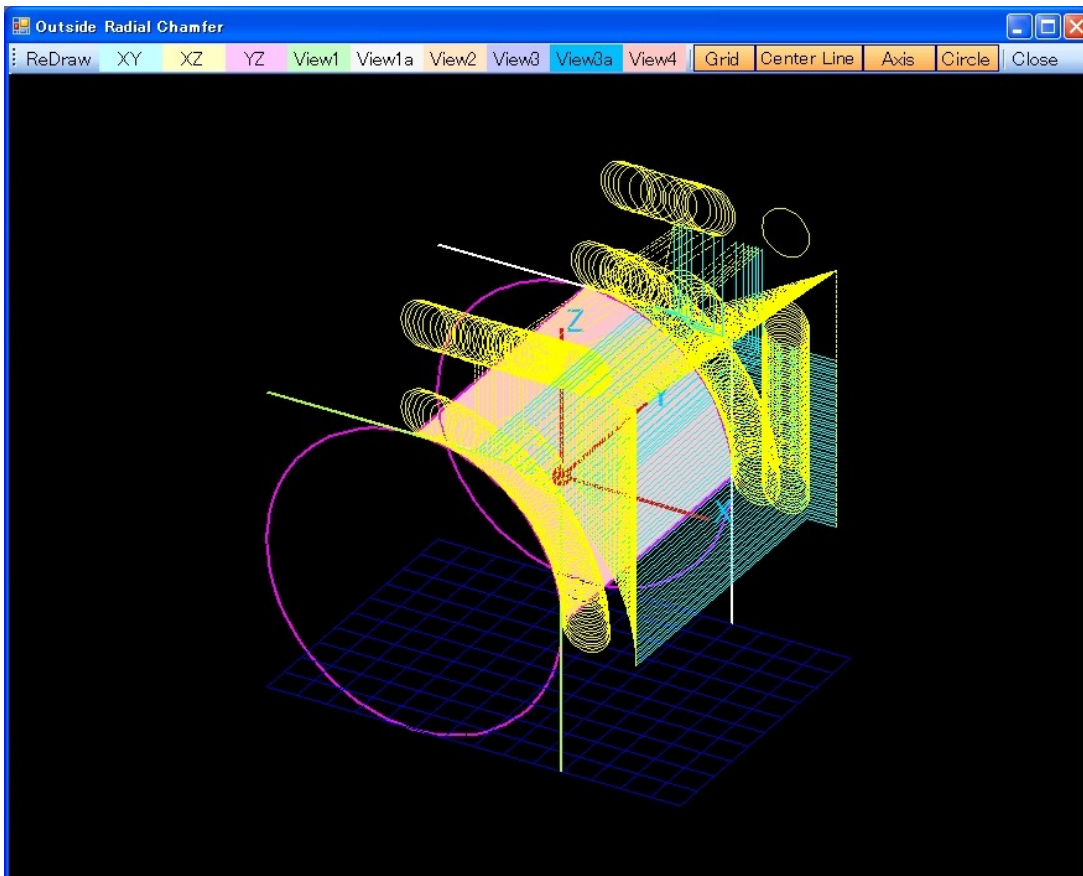 Outside Radial Chamfer
ReDraw XY XZ YZ View1 View1a View2 View3 View3a View4 Grid Center Line Axis Circle Close
Z
Y
X